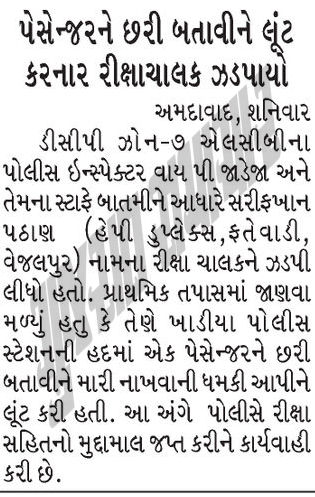 પેસેન્જરને છરી બતાવીને લૂંટ
કરનાર રીક્ષાચાલક ઝડપાયો
અમદાવાદ, શનિવાર
ડીસીપી ઝોન-૭ એલસીબીના
પોલીસ ઇન્સ્પેક્ટર વાય પી જાડેજા અને
તેમના સ્ટાફે બાતમીને આધારે સરીફખાન
પઠાણ (હેપી ડુપ્લેક્સ,ફતેવાડી,
વેજલપુર) નામના રીક્ષા ચાલકને ઝડપી
લીધો હતો. પ્રાથમિક તપાસમાં જાણવા
મળ્યું હતુ કે તેણે ખાડીયા પોલીસ
સ્ટેશનની હદમાં એક પેસેન્જરને છરી
બતાવીને મારી નાખવાની ધમકી આપીને
લૂંટ કરી હતી. આ અંગે પોલીસે રીક્ષા
સહિતનો મુદ્દામાલ જપ્ત કરીને કાર્યવાહી
કરી છે.